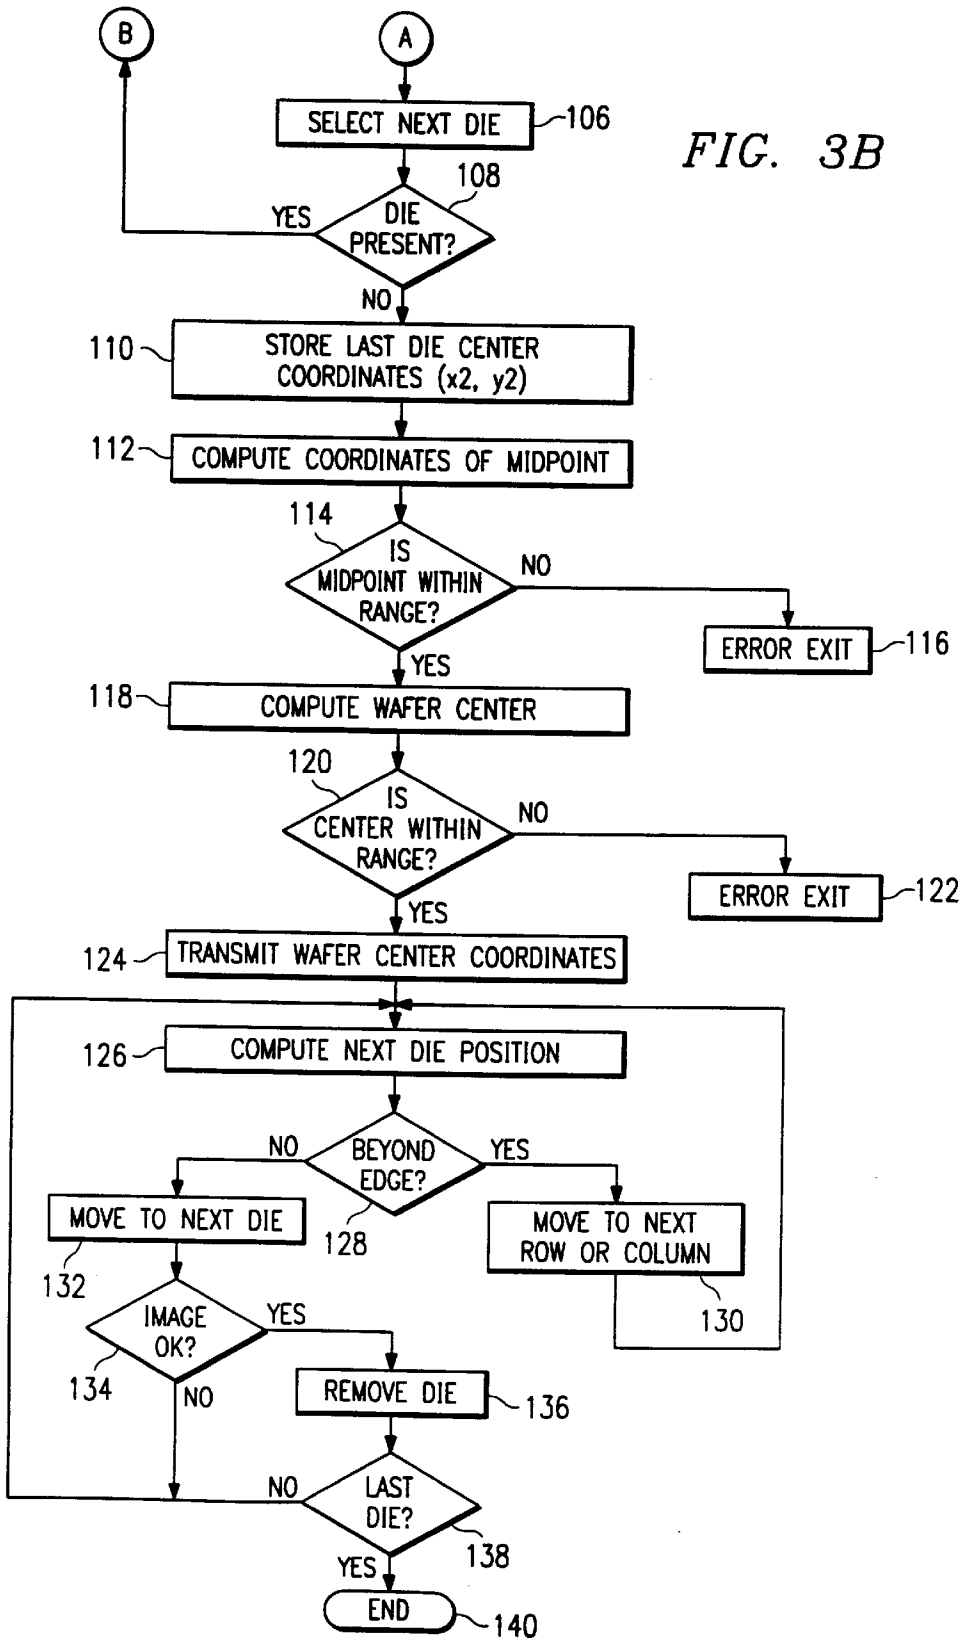 B
A
SELECT NEXT DIE
106
FIG. 3B
108
DIE
PRESENT?
YES
NO
110
STORE LAST DIE CENTER
COORDINATES (x2, y2)
112
COMPUTE COORDINATES OF MIDPOINT
114
IS
MIDPOINT WITHIN
RANGE?
NO
ERROR EXIT
116
YES
118
COMPUTE WAFER CENTER
120
IS
CENTER WITHIN
RANGE?
NO
ERROR EXIT
122
YES
124
TRANSMIT WAFER CENTER COORDINATES
126
COMPUTE NEXT DIE POSITION
NO
BEYOND
EDGE?
YES
128
MOVE TO NEXT DIE
132
MOVE TO NEXT
ROW OR COLUMN
130
IMAGE
OK?
YES
134
NO
REMOVE DIE
136
NO
LAST
DIE?
138
YES
END
140